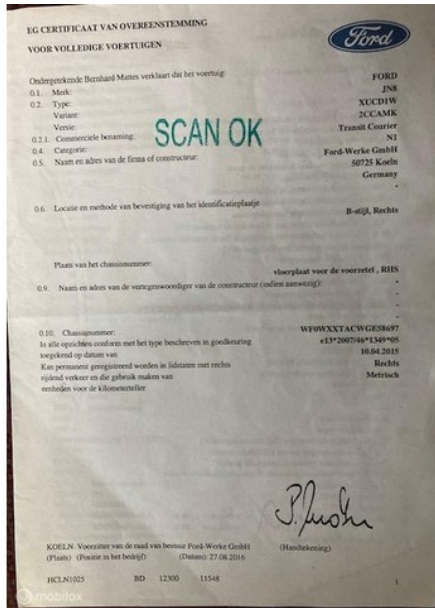 EG CERTIFICAAT VAN OVEREENSTEMMING
VOOR VOLLEDIGE VOERTUIGEN
Ford
Ondergetekende Bernhard Mattes verklaart dat het voertuig:
0.1. Merk: FORD
0.2. Type: JN8
Variant: XUCD1W
Versie: 2CCAMK
0.2.1. Commerciele benaming: Transit Courier
0.4. Categorie: N1
0.5. Naam en adres van de firma of constructeur: Ford-Werke GmbH
50725 Koeln
Germany
-
SCAN OK
0.6. Locatie en methode van bevestiging van het identificatieplaatje
B-stijl, Rechts
Plaats van het chassisnummer:
vloerplaat voor de voorzetel , RHS
0.9. Naam en adres van de vertegenwoordiger van de constructeur (indien aanwezig):
-
-
-
-
0.10. Chassisnummer: WF0WXXTACWGE58697
In alle opzichten conform met het type beschreven in goedkeuring e13*2007/46*1349*05
toegekend op datum van 10.04.2015
Kan permanent geregistreerd worden in lidstaten met rechts Rechts
rijdend verkeer en die gebruik maken van Metrisch
eenheden voor de kilometerteller
KOELN Voorzitter van de raad van bestuur Ford-Werke GmbH (Handtekening)
(Plaats) (Positie in het bedrijf) (Datum): 27.08.2016
HCLN1025 BD 12300 11548 1
mobilox